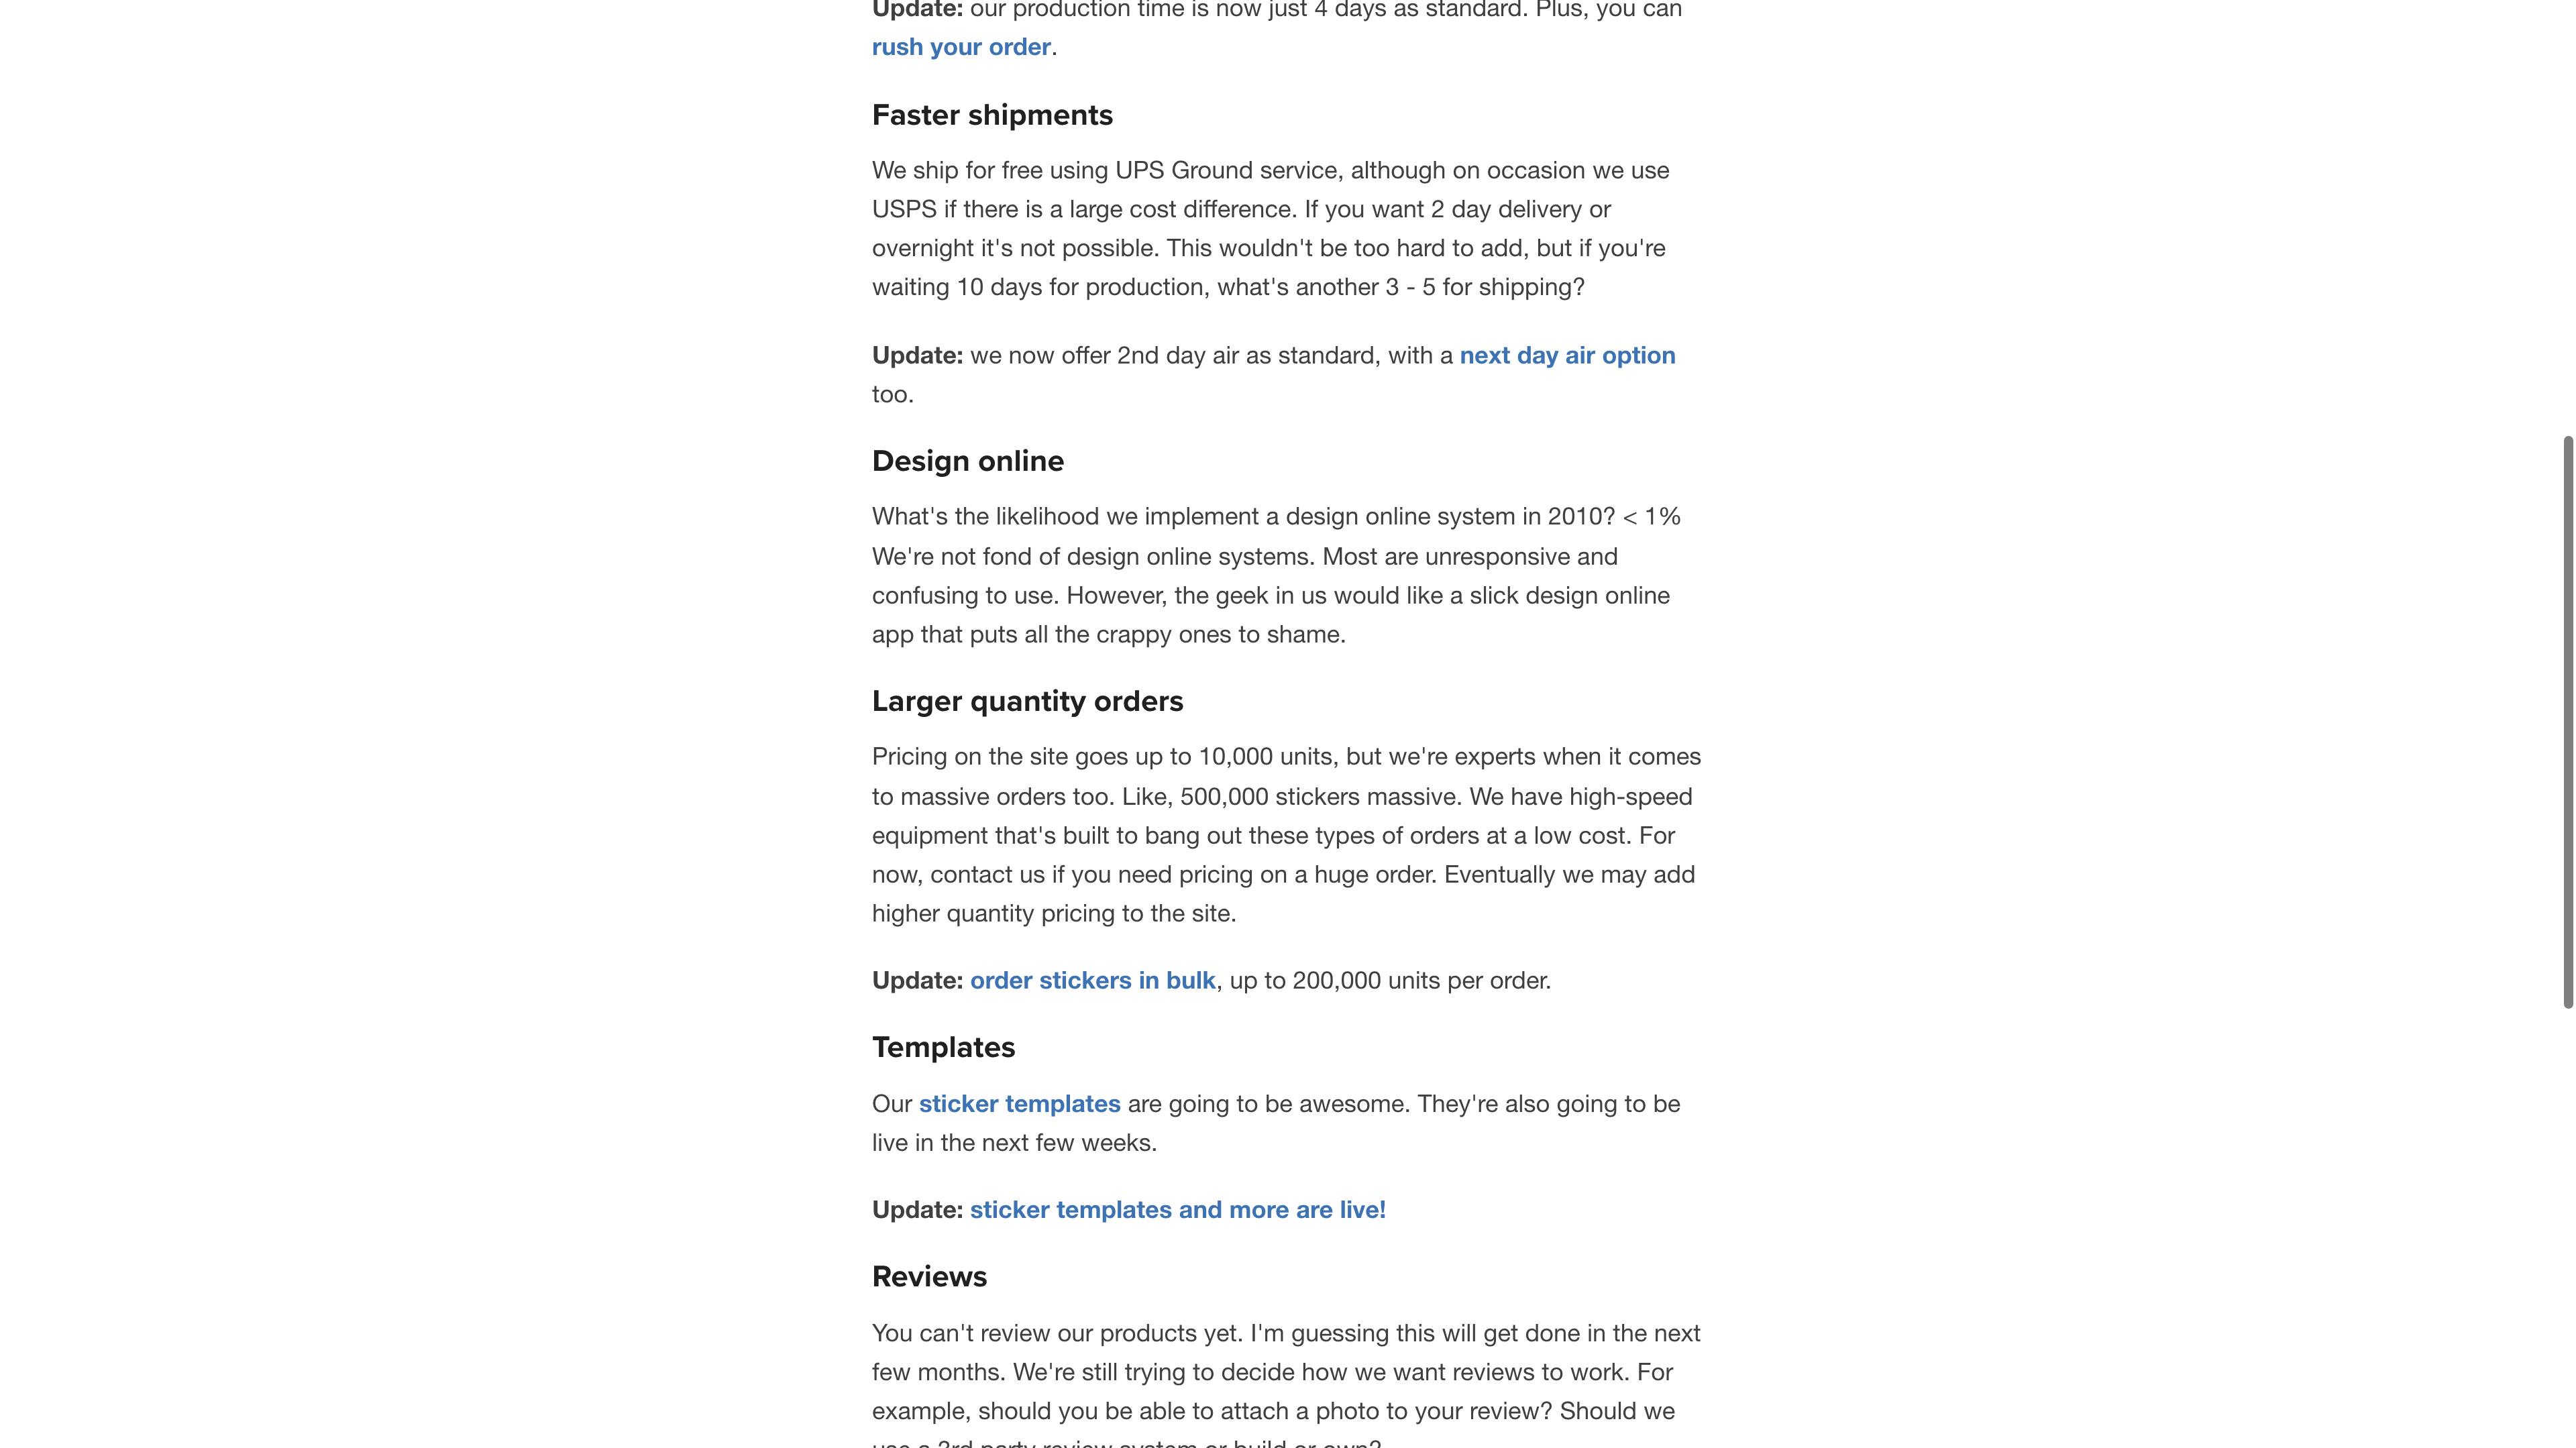 Update: our production time is now just 4 days as standard. Plus, you can
rush your order.
Faster shipments
We ship for free using UPS Ground service, although on occasion we use
USPS if there is a large cost difference. If you want 2 day delivery or
overnight it's not possible. This wouldn't be too hard to add, but if you're
waiting 10 days for production, what's another 3 - 5 for shipping?
Update: we now offer 2nd day air as standard, with a next day air option
too.
Design online
What's the likelihood we implement a design online system in 2010? < 1%
We're not fond of design online systems. Most are unresponsive and
confusing to use. However, the geek in us would like a slick design online
app that puts all the crappy ones to shame.
Larger quantity orders
Pricing on the site goes up to 10,000 units, but we're experts when it comes
to massive orders too. Like, 500,000 stickers massive. We have high-speed
equipment that's built to bang out these types of orders at a low cost. For
now, contact us if you need pricing on a huge order. Eventually we may add
higher quantity pricing to the site.
Update: order stickers in bulk, up to 200,000 units per order.
Templates
Our sticker templates are going to be awesome. They're also going to be
live in the next few weeks.
Update: sticker templates and more are live!
Reviews
You can't review our products yet. I'm guessing this will get done in the next
few months. We're still trying to decide how we want reviews to work. For
example, should you be able to attach a photo to your review? Should we
use a 3rd party review system or build or own?